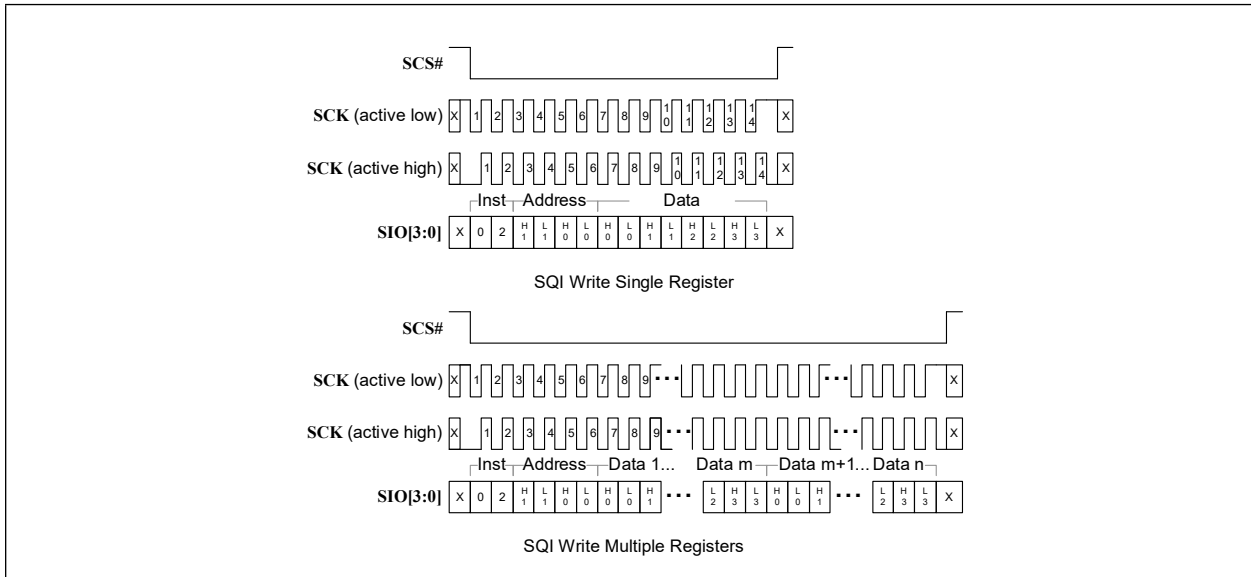 SCS#
SCK (active low) X 1 2 3 4 5 6 7 8 9 10 11 12 13 14 X
SCK (active high) X 1 2 3 4 5 6 7 8 9 10 11 12 13 14 X
Inst Address Data
SIO[3:0] X 0 2 H1 L1 H0 L0 H0 L0 H1 L1 H2 L2 H3 L3 X
SQI Write Single Register
SCS#
SCK (active low) X 1 2 3 4 5 6 7 8 9 ... ... X
SCK (active high) X 1 2 3 4 5 6 7 8 9 ... ... X
Inst Address Data 1... Data m Data m+1... Data n
SIO[3:0] X 0 2 H1 L1 H0 L0 H0 L0 H1 ... L2 H3 L3 H0 L0 H1 ... L2 H3 L3 X
SQI Write Multiple Registers